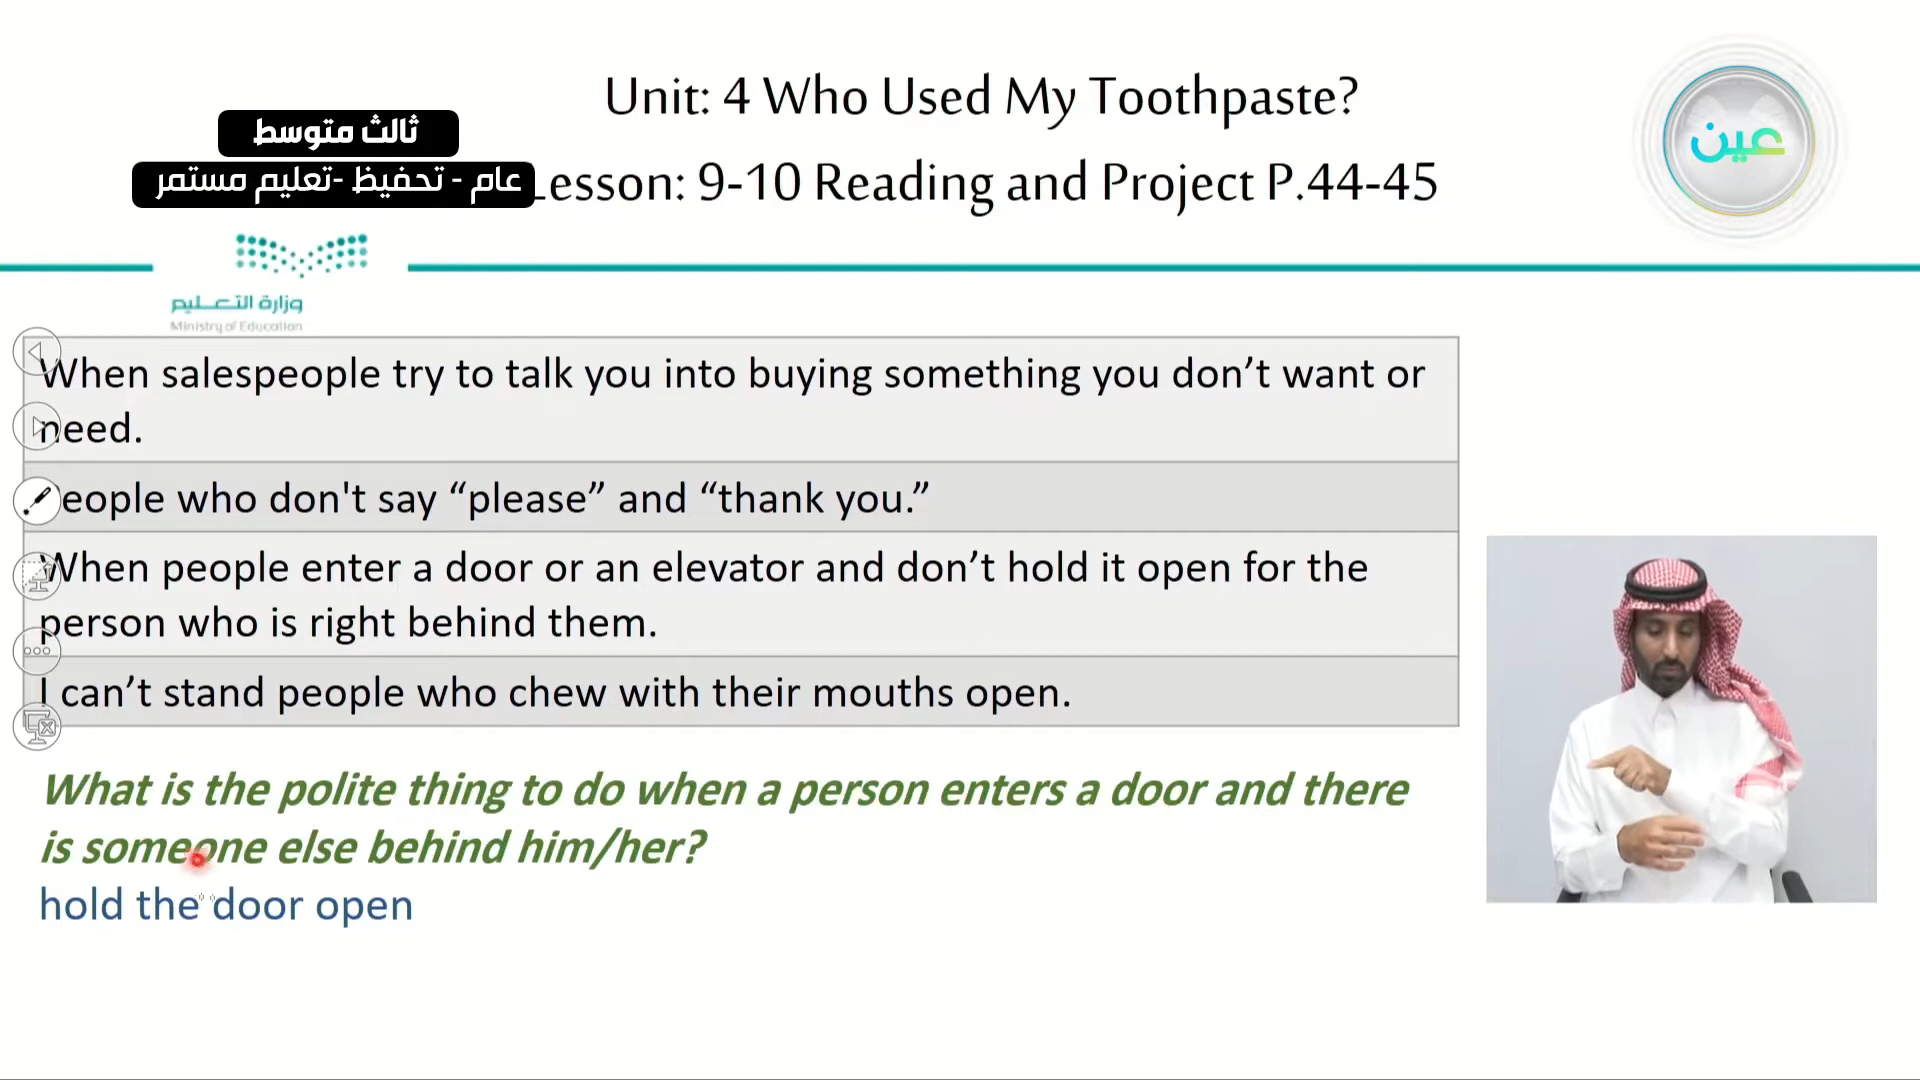 Unit: 4 Who Used My Toothpaste?
ثالث متوسط
عام - تحفيظ -تعليم مستمر
Lesson: 9-10 Reading and Project P.44-45
عين
وزارة التعليم
Ministry of Education
When salespeople try to talk you into buying something you don’t want or
need.
People who don't say “please” and “thank you.”
When people enter a door or an elevator and don’t hold it open for the
person who is right behind them.
I can’t stand people who chew with their mouths open.
What is the polite thing to do when a person enters a door and there
is someone else behind him/her?
hold the door open